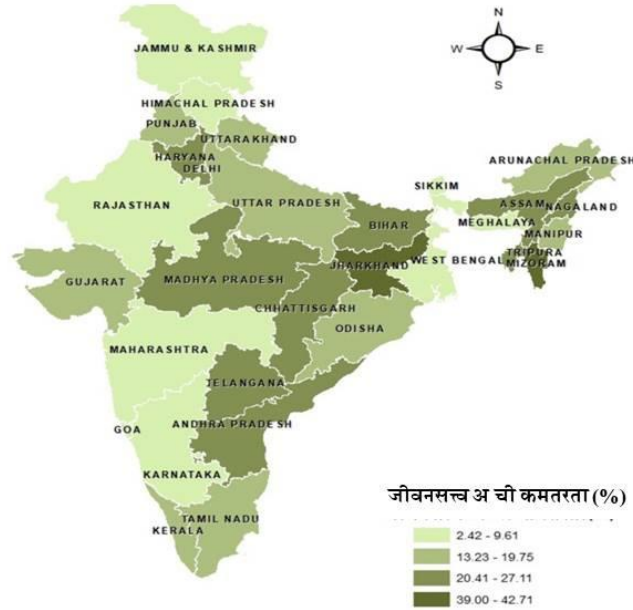 N
W E
S
JAMMU & KASHMIR
HIMACHAL PRADESH
PUNJAB
UTTARAKHAND
HARYANA
DELHI
ARUNACHAL PRADESH
SIKKIM
RAJASTHAN
UTTAR PRADESH
ASSAM
NAGALAND
MEGHALAYA
BIHAR
MANIPUR
TRIPURA
MIZORAM
JRARKHAND
WEST BENGAL
GUJARAT
MADHYA PRADESH
CHHATTISGARH
ODISHA
MAHARASHTRA
TELANGANA
GOA
ANDHRA PRADESH
KARNATAKA
TAMIL NADU
KERALA
जीवनसत्त्व अ ची कमतरता (%)
2.42 - 9.61
13.23 - 19.75
20.41 - 27.11
39.00 - 42.71